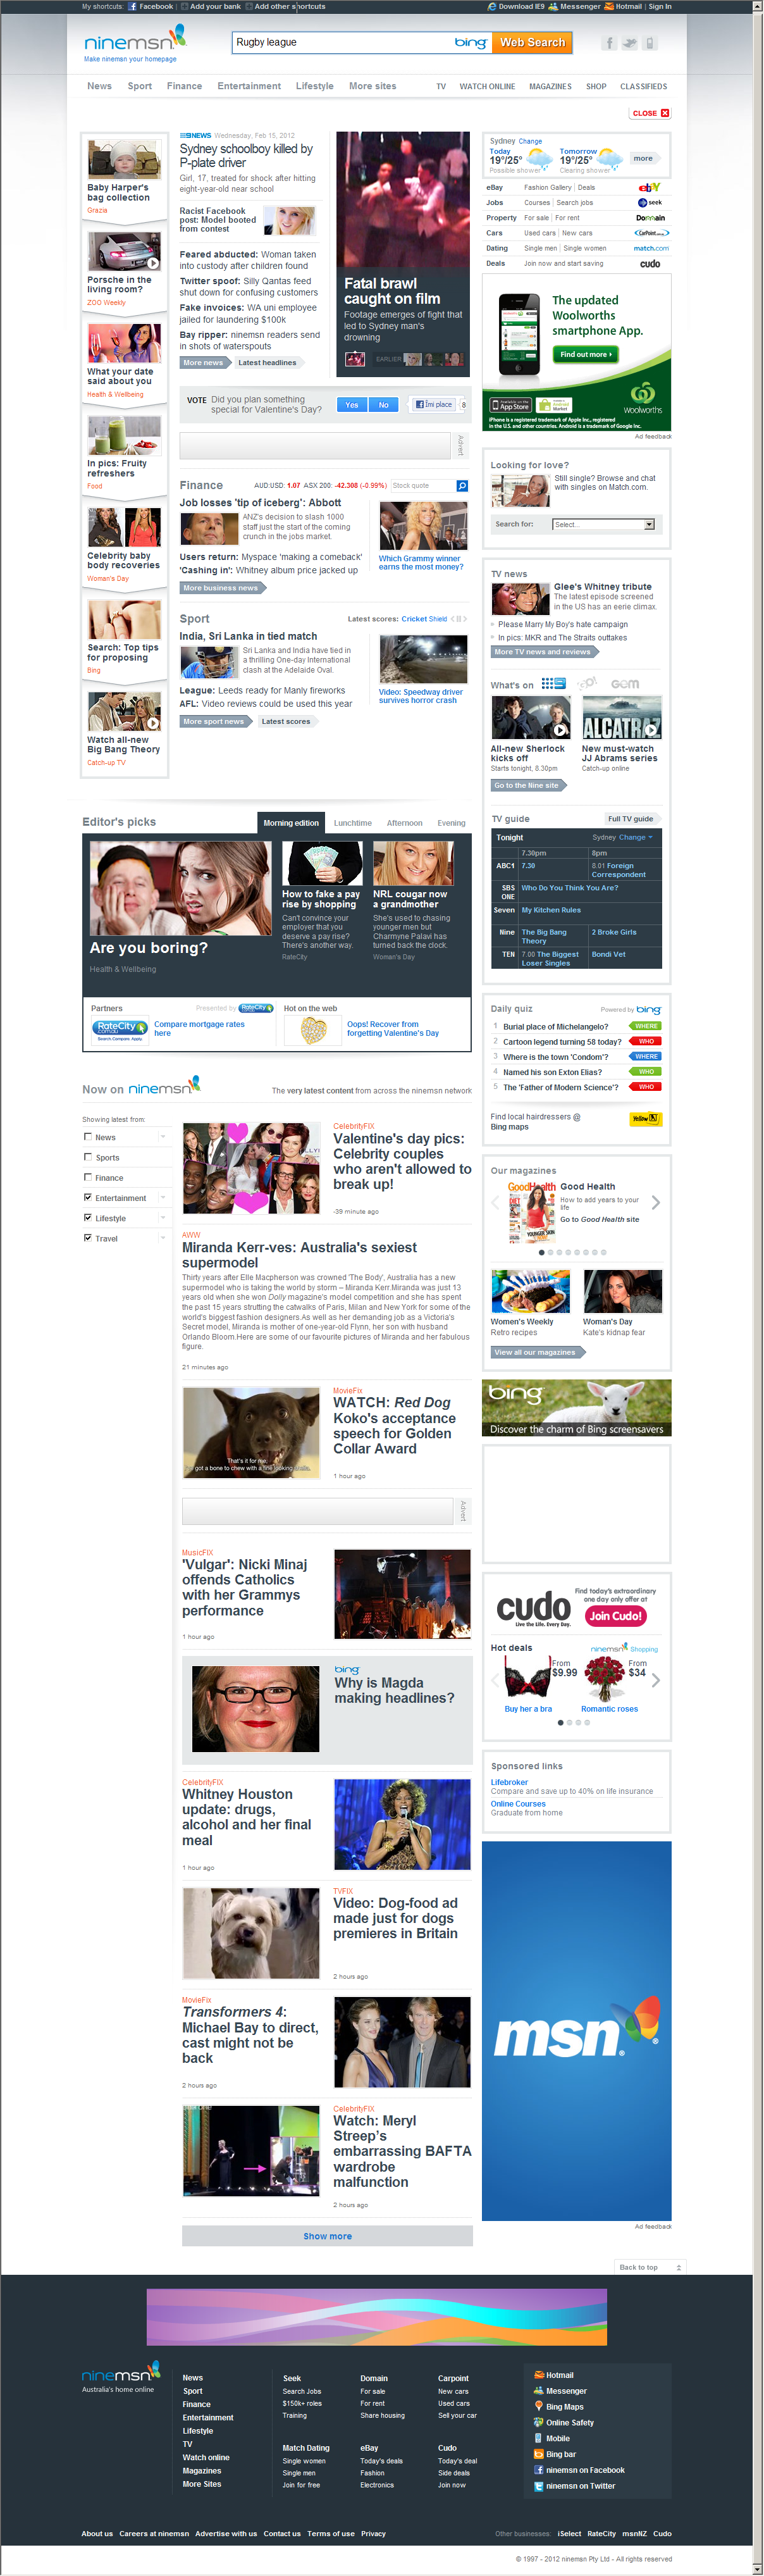 My shortcuts: Facebook | Add your bank Add other shortcuts
Download IE9 Messenger Hotmail | Sign In
ninemsn
Make ninemsn your homepage
Rugby league
bing
Web Search
News Sport Finance Entertainment Lifestyle More sites
TV WATCH ONLINE MAGAZINES SHOP CLASSIFIEDS
CLOSE
Baby Harper's
bag collection
Grazia
Porsche in the
living room?
ZOO Weekly
What your date
said about you
Health & Wellbeing
In pics: Fruity
refreshers
Food
Celebrity baby
body recoveries
Woman's Day
Search: Top tips
for proposing
Bing
Watch all-new
Big Bang Theory
Catch-up TV
9NEWS Wednesday, Feb 15, 2012
Sydney schoolboy killed by
P-plate driver
Girl, 17, treated for shock after hitting
eight-year-old near school
Racist Facebook
post: Model booted
from contest
Feared abducted: Woman taken
into custody after children found
Twitter spoof: Silly Qantas feed
shut down for confusing customers
Fake invoices: WA uni employee
jailed for laundering $100k
Bay ripper: ninemsn readers send
in shots of waterspouts
More news
Latest headlines
Fatal brawl
caught on film
Footage emerges of fight that
led to Sydney man's
drowning
EARLIER
VOTE Did you plan something
special for Valentine's Day?
Yes No
Îmi place 8
Advert
Finance
AUD:USD: 1.07 ASX 200: -42.308 (-0.99%)
Stock quote
Job losses 'tip of iceberg': Abbott
ANZ's decision to slash 1000
staff just the start of the coming
crunch in the jobs market.
Users return: Myspace 'making a comeback'
'Cashing in': Whitney album price jacked up
More business news
Which Grammy winner
earns the most money?
Sport
Latest scores: Cricket Shield
India, Sri Lanka in tied match
Sri Lanka and India have tied in
a thrilling One-day International
clash at the Adelaide Oval.
League: Leeds ready for Manly fireworks
AFL: Video reviews could be used this year
More sport news
Latest scores
Video: Speedway driver
survives horror crash
Sydney Change
Today
19°/25°
Possible shower
Tomorrow
19°/25°
Clearing shower
more
eBay Fashion Gallery | Deals ebay
Jobs Courses | Search jobs seek
Property For sale | For rent Domain
Cars Used cars | New cars CarPoint.com.au
Dating Single men | Single women match.com
Deals Join now and start saving cudo
The updated
Woolworths
smartphone App.
Find out more
Available on the
App Store
Android
Market
Woolworths
iPhone is a trademark of Apple Inc., registered
in the U.S. and other countries. Android is a trademark of Google Inc.
Ad feedback
Looking for love?
Still single? Browse and chat
with singles on Match.com.
Search for: Select...
TV news
Glee's Whitney tribute
The latest episode screened
in the US has an eerie climax.
Please Marry My Boy's hate campaign
In pics: MKR and The Straits outtakes
More TV news and reviews
What's on
GO!
GEM
ALCATRAZ
All-new Sherlock
kicks off
Starts tonight, 8.30pm
New must-watch
JJ Abrams series
Catch-up online
Go to the Nine site
TV guide
Full TV guide
Tonight
Sydney Change
7.30pm 8pm
ABC1 7.30 8.01 Foreign
Correspondent
SBS
ONE Who Do You Think You Are?
Seven My Kitchen Rules
Nine The Big Bang
Theory 2 Broke Girls
TEN 7.00 The Biggest
Loser Singles Bondi Vet
Editor's picks
Morning edition Lunchtime Afternoon Evening
Are you boring?
Health & Wellbeing
How to fake a pay
rise by shopping
Can't convince your
employer that you
deserve a pay rise?
There's another way.
RateCity
NRL cougar now
a grandmother
She's used to chasing
younger men but
Charmyne Palavi has
turned back the clock.
Woman's Day
Partners
Presented by RateCity
RateCity
Search. Compare. Apply
Compare mortgage rates
here
Hot on the web
Oops! Recover from
forgetting Valentine's Day
Daily quiz
Powered by bing
1 Burial place of Michelangelo? WHERE
2 Cartoon legend turning 58 today? WHO
3 Where is the town 'Condom'? WHERE
4 Named his son Exton Elias? WHO
5 The 'Father of Modern Science'? WHO
Find local hairdressers @
Bing maps
Yellow
Now on ninemsn
The very latest content from across the ninemsn network
Showing latest from:
News
Sports
Finance
Entertainment
Lifestyle
Travel
CelebrityFIX
Valentine's day pics:
Celebrity couples
who aren't allowed to
break up!
-39 minute ago
AWW
Miranda Kerr-ves: Australia's sexiest
supermodel
Thirty years after Elle Macpherson was crowned 'The Body', Australia has a new
supermodel who is taking the world by storm – Miranda Kerr.Miranda was just 13
years old when she won Dolly magazine's model competition and she has spent
the past 15 years strutting the catwalks of Paris, Milan and New York for some of the
world's biggest fashion designers.As well as her demanding job as a Victoria's
Secret model, Miranda is mother of one-year-old Flynn, her son with husband
Orlando Bloom.Here are some of our favourite pictures of Miranda and her fabulous
figure.
21 minutes ago
That's it for me.
I've got a bone to chew with a fine looking
MovieFix
WATCH: Red Dog
Koko's acceptance
speech for Golden
Collar Award
1 hour ago
Advert
MusicFIX
'Vulgar': Nicki Minaj
offends Catholics
with her Grammys
performance
1 hour ago
bing
Why is Magda
making headlines?
CelebrityFIX
Whitney Houston
update: drugs,
alcohol and her final
meal
1 hour ago
TVFIX
Video: Dog-food ad
made just for dogs
premieres in Britain
2 hours ago
MovieFix
Transformers 4:
Michael Bay to direct,
cast might not be
back
2 hours ago
CelebrityFIX
Watch: Meryl
Streep's
embarrassing BAFTA
wardrobe
malfunction
2 hours ago
Show more
Our magazines
GoodHealth
Good Health
How to add years to your
life
Go to Good Health site
Women's Weekly
Retro recipes
Woman's Day
Kate's kidnap fear
View all our magazines
bing
Discover the charm of Bing screensavers
cudo
Live the Life. Every Day.
Find today's extraordinary
one day only offer at
Join Cudo!
Hot deals
ninemsn Shopping
From
$9.99
Buy her a bra
From
$34
Romantic roses
Sponsored links
Lifebroker
Compare and save up to 40% on life insurance
Online Courses
Graduate from home
msn
Ad feedback
Back to top
ninemsn
Australia's home online
News
Sport
Finance
Entertainment
Lifestyle
TV
Watch online
Magazines
More Sites
Seek
Search Jobs
$150k+ roles
Training
Domain
For sale
For rent
Share housing
Carpoint
New cars
Used cars
Sell your car
Match Dating
Single women
Single men
Join for free
eBay
Today's deals
Fashion
Electronics
Cudo
Today's deal
Side deals
Join now
Hotmail
Messenger
Bing Maps
Online Safety
Mobile
Bing bar
ninemsn on Facebook
ninemsn on Twitter
About us Careers at ninemsn Advertise with us Contact us Terms of use Privacy
Other businesses: iSelect RateCity msnNZ Cudo
© 1997 - 2012 ninemsn Pty Ltd - All rights reserved